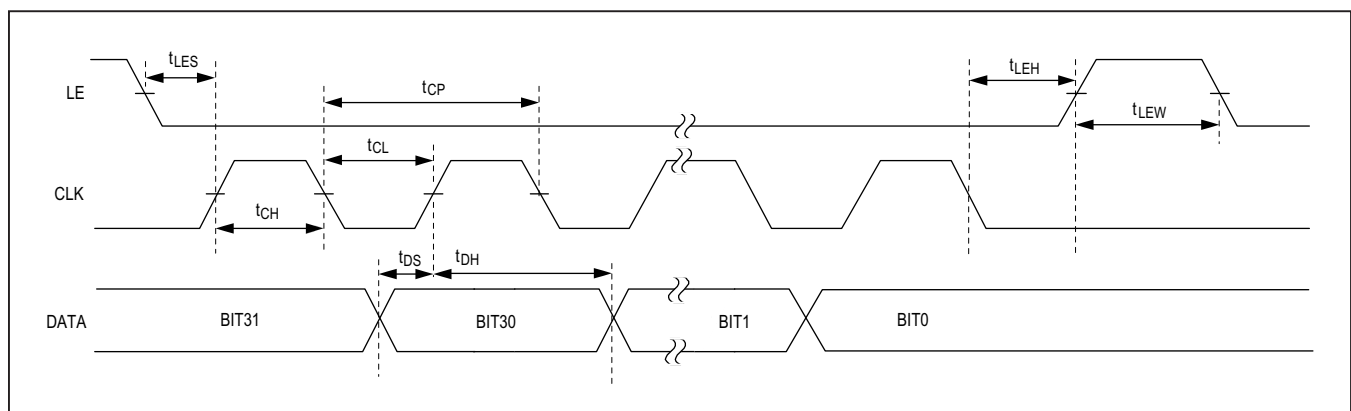 tLES
tCP
tLEH
LE
tLEW
tCL
CLK
tCH
tDS
tDH
DATA
BIT31
BIT30
BIT1
BIT0